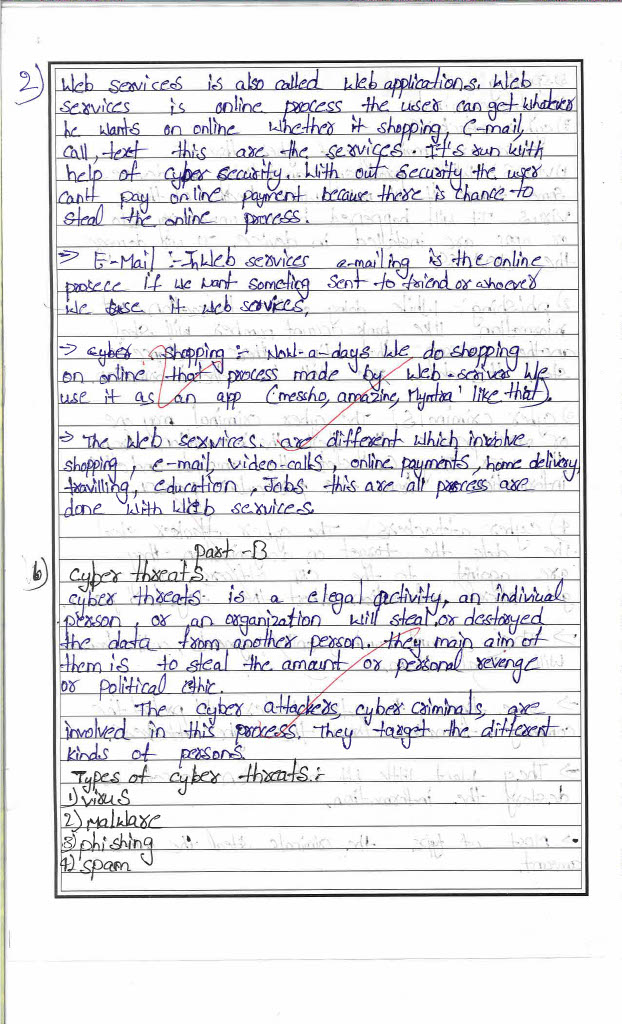 2) Web services is also called Web applications. Web
services is online process the user can get whatever
he wants on online whether it shopping, E-mail,
Call, text this are the services. It's run with
help of cyber security. With out security the user
can't pay online payment because there is chance to
steal the online process.
=> E-Mail :- In Web services e-mailing is the online
prosece if we want someting sent to friend or whoever
we use it web services,
=> cyber shopping :- Now-a-days We do shopping
on online that process made by web-serivers We
use it as an app (messho, amazine, Myntra' like that).
=> The Web services. are different which involve
shopping, e-mail, video-calls, online payments, home delivery,
travilling, education, Jobs this are all process are
done with Web services.
Part-B
6) cyber threats.
cyber threats is a elegal activity, an indiviual
person, or an organization will steal or destoryed
the data from another person. they main aim of
them is to steal the amount or personal revenge
or political ethic.
The cyber attackers, cyber criminals, are
involved in this process. They target the different
kinds of persons
Types of cyber threats :-
1) virus
2) Malware
3) phishing
4) spam